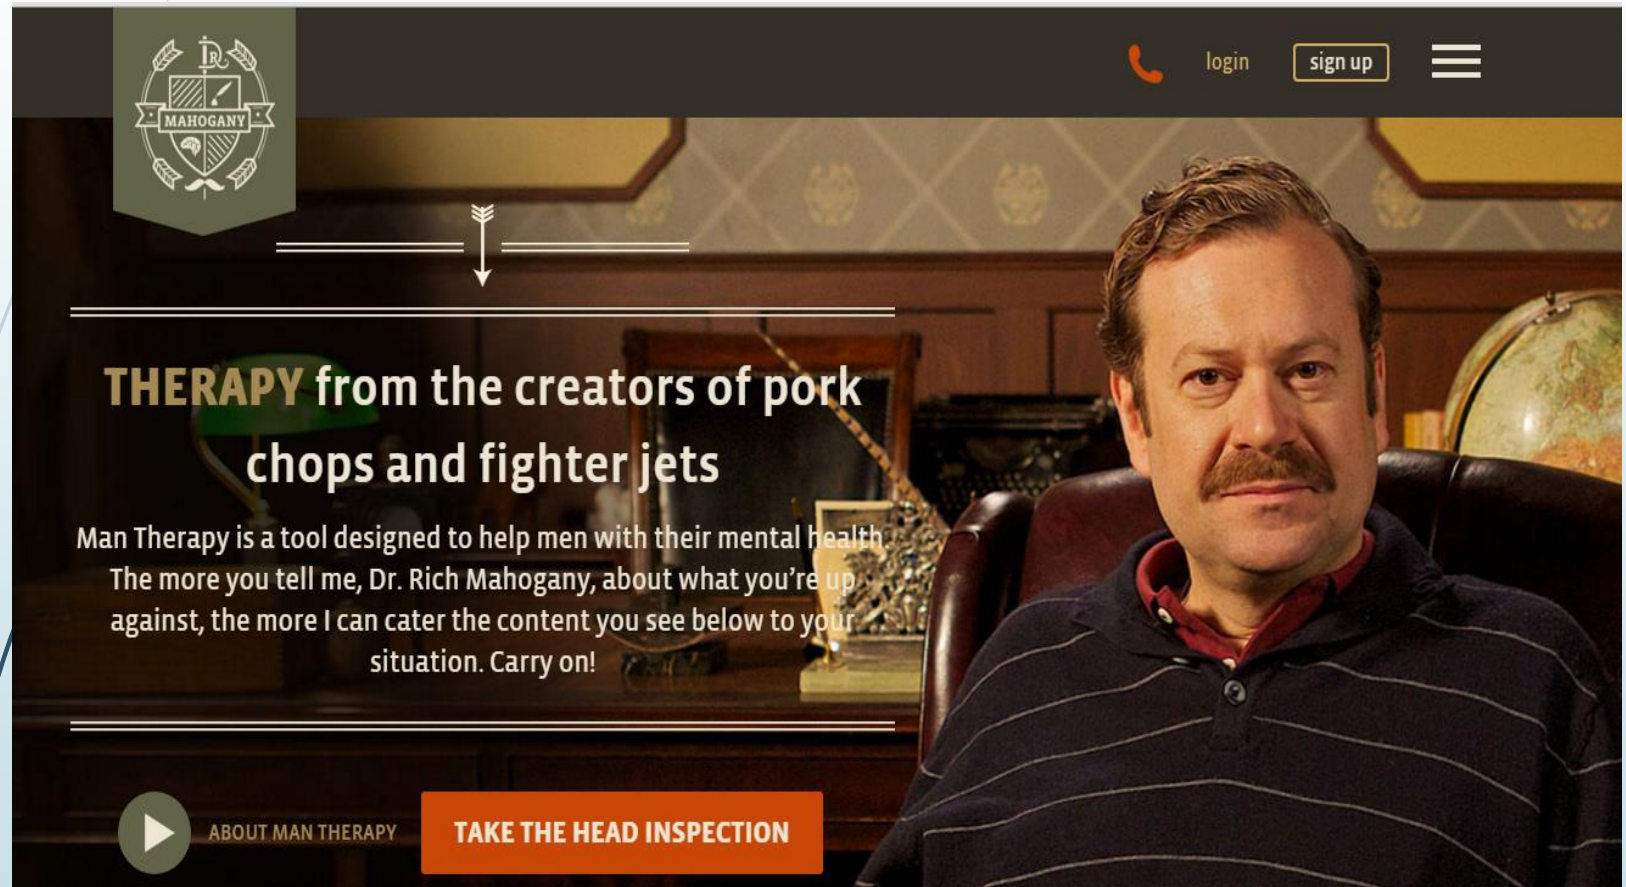 DR
MAHOGANY
login
sign up
THERAPY from the creators of pork
chops and fighter jets
Man Therapy is a tool designed to help men with their mental health.
The more you tell me, Dr. Rich Mahogany, about what you’re up
against, the more I can cater the content you see below to your
situation. Carry on!
ABOUT MAN THERAPY
TAKE THE HEAD INSPECTION